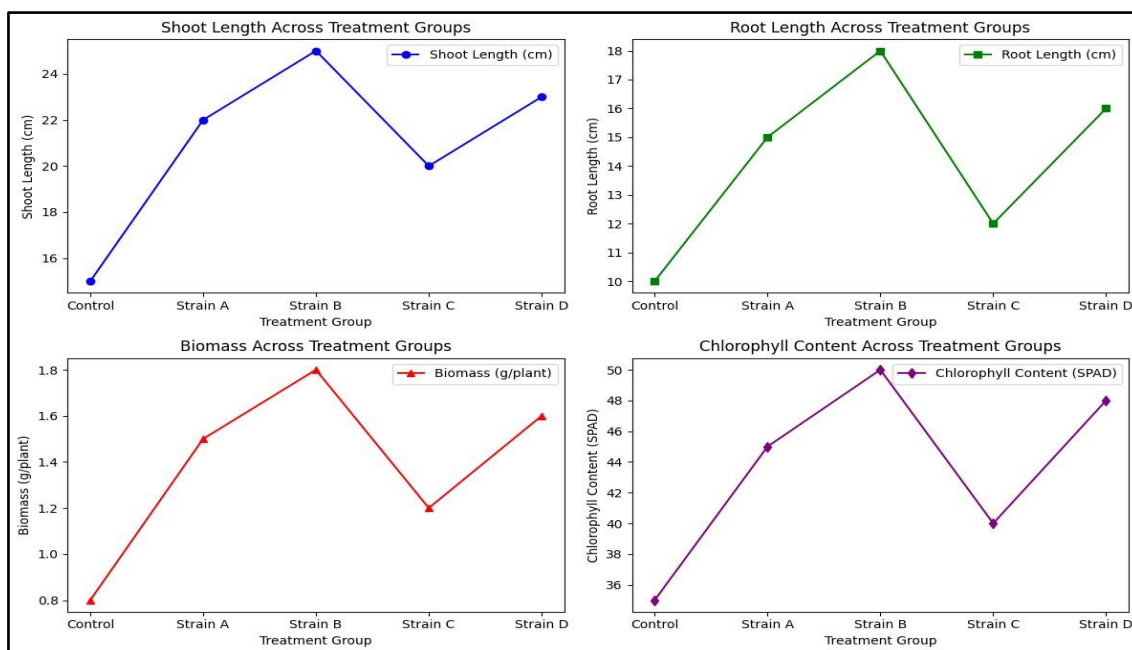 Shoot Length Across Treatment Groups
Shoot Length (cm)
Shoot Length (cm)
24
22
20
18
16
Control Strain A Strain B Strain C Strain D
Treatment Group
Root Length Across Treatment Groups
Root Length (cm)
Root Length (cm)
18
17
16
15
14
13
12
11
10
Control Strain A Strain B Strain C Strain D
Treatment Group
Biomass Across Treatment Groups
Biomass (g/plant)
Biomass (g/plant)
1.8
1.6
1.4
1.2
1.0
0.8
Control Strain A Strain B Strain C Strain D
Treatment Group
Chlorophyll Content Across Treatment Groups
Chlorophyll Content (SPAD)
Chlorophyll Content (SPAD)
50
48
46
44
42
40
38
36
Control Strain A Strain B Strain C Strain D
Treatment Group